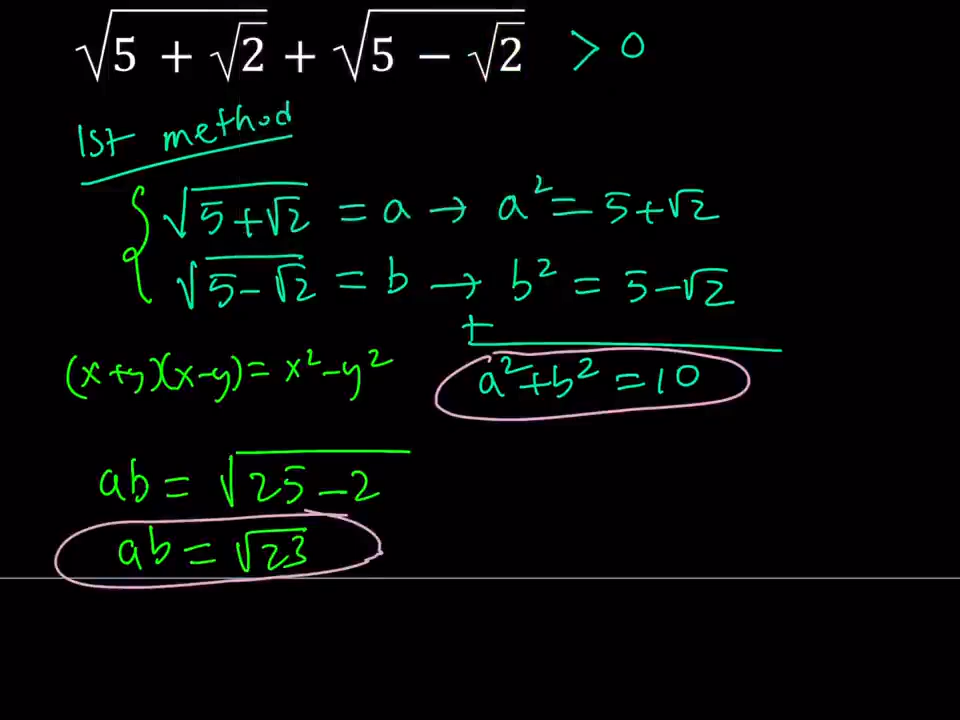 √(5 + √2) + √(5 − √2) > 0
1st method
√(5+√2) = a → a² = 5+√2
√(5−√2) = b → b² = 5−√2
+
(x+y)(x−y) = x²−y²
a²+b² = 10
ab = √(25−2)
ab = √23